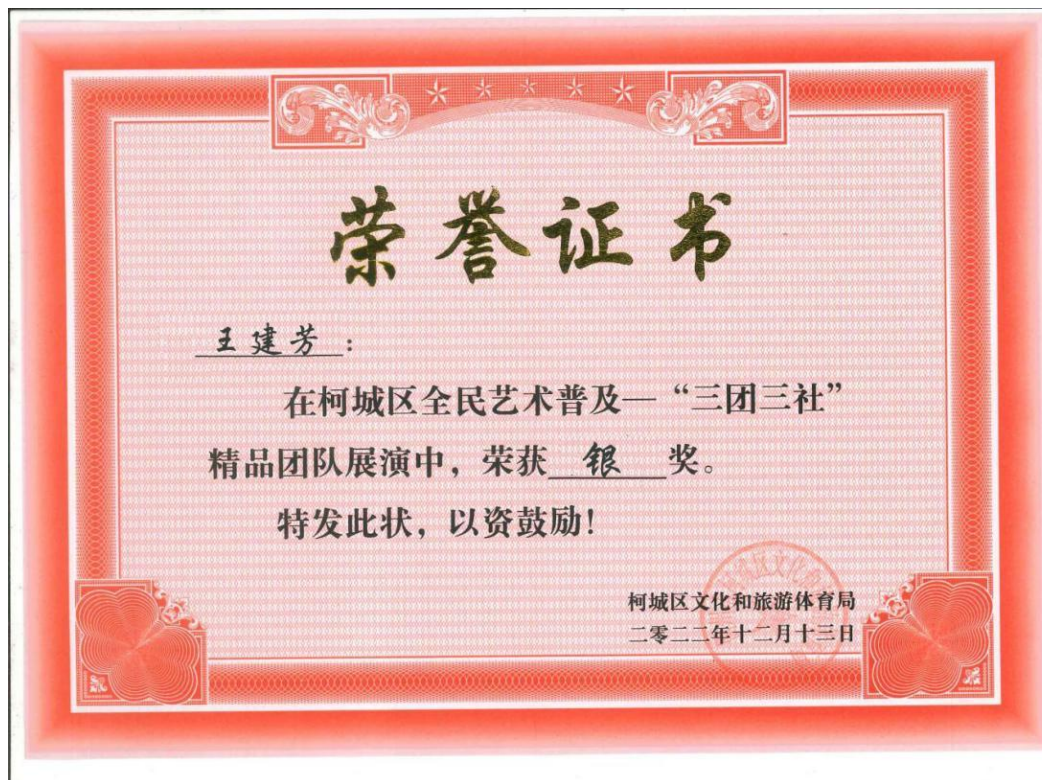 荣誉证书
王建芳：
在柯城区全民艺术普及—“三团三社”
精品团队展演中，荣获 银 奖。
特发此状，以资鼓励！
柯城区文化和旅游体育局
二零二二年十二月十三日